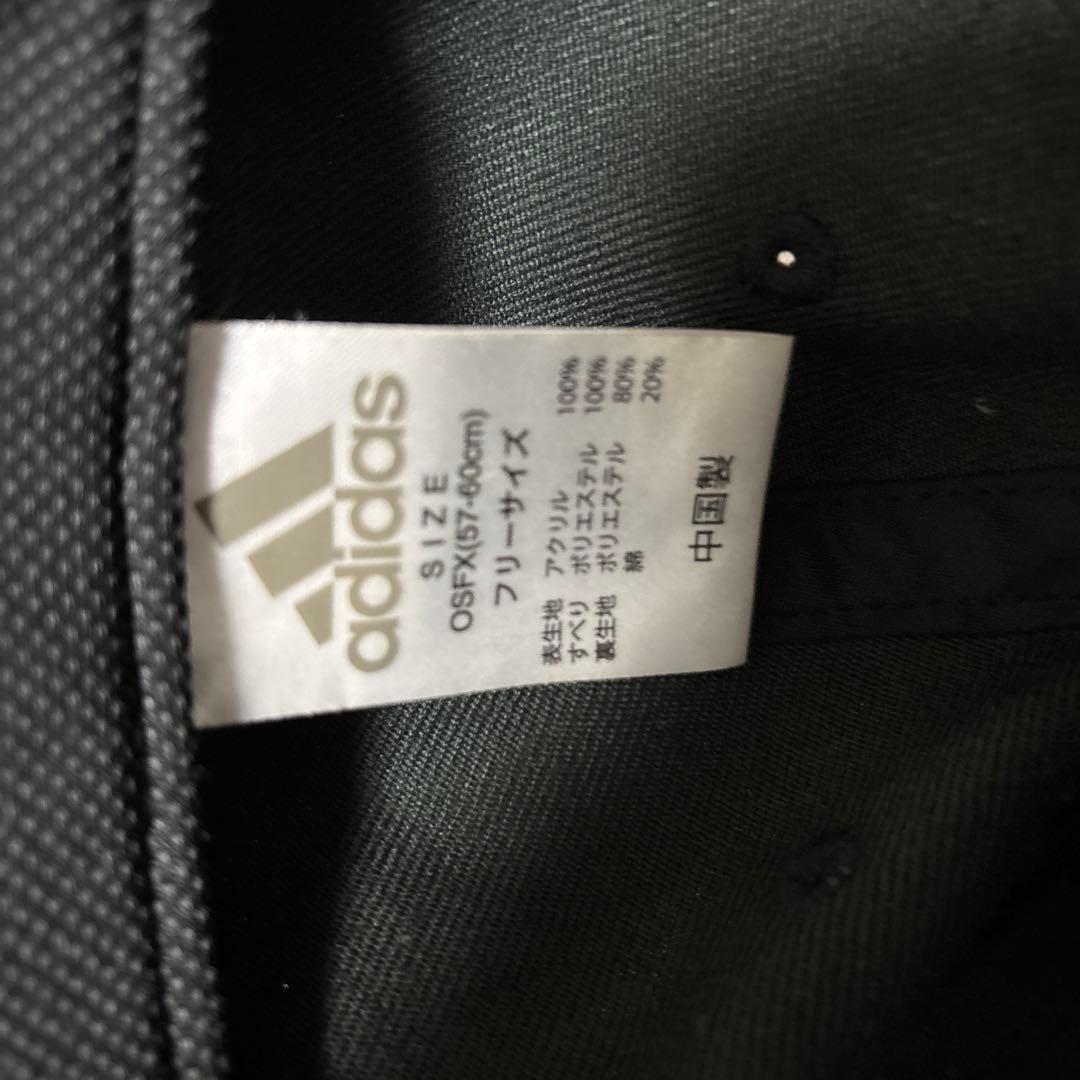 adidas
SIZE
OSFX(57-60cm)
フリーサイズ
表生地 アクリル 100%
すべり ポリエステル 100%
裏生地 ポリエステル 80%
綿 20%
中国製